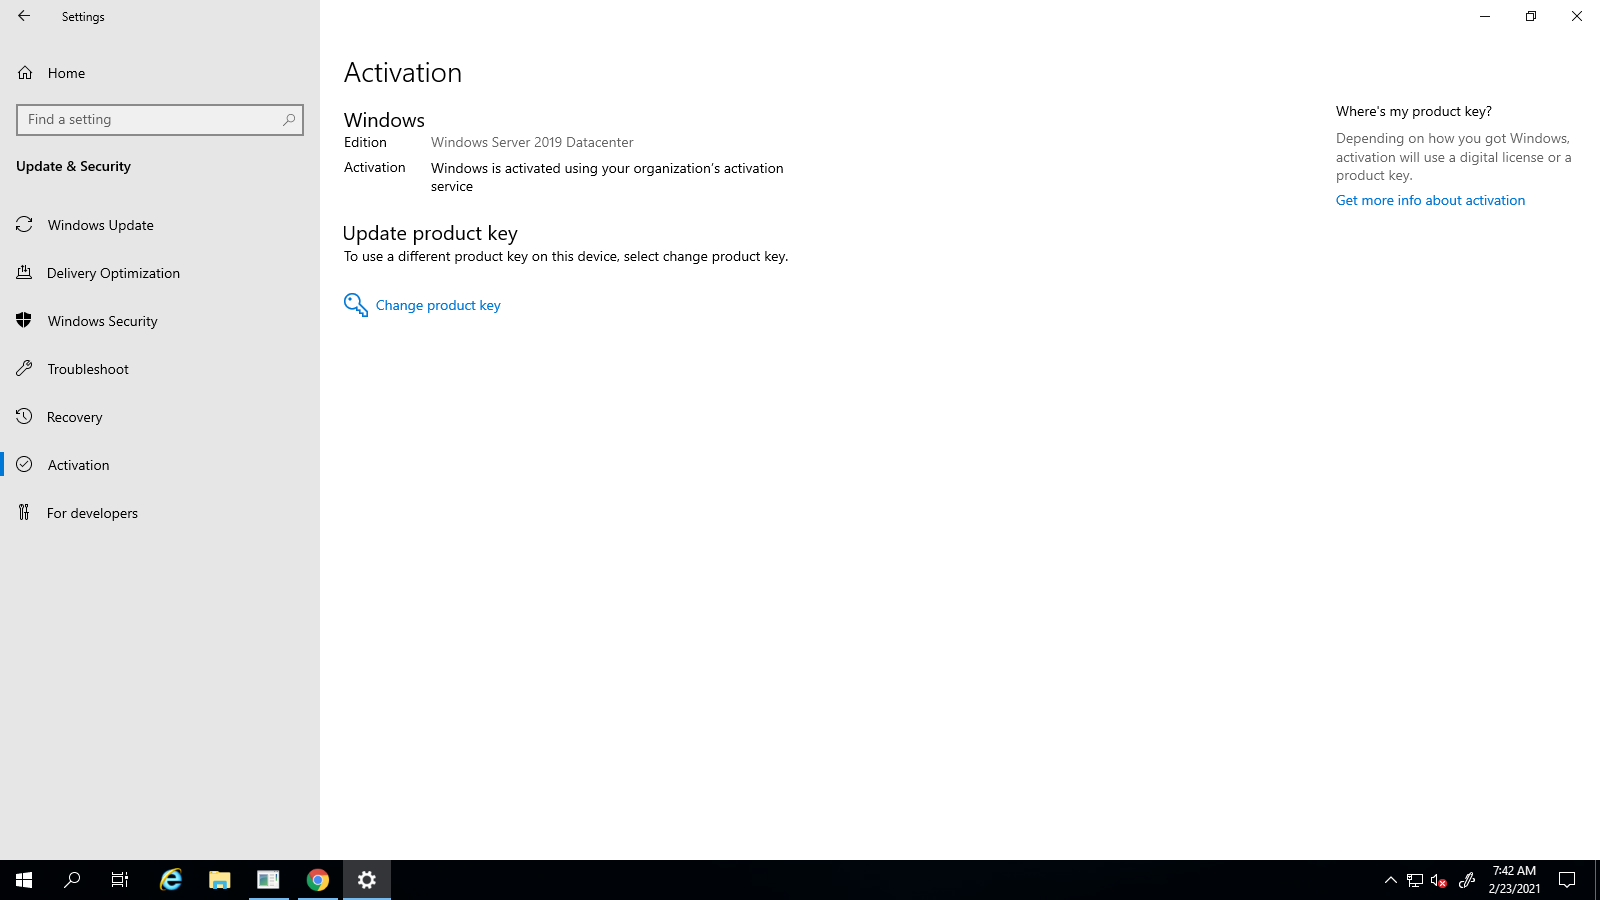 Settings
Home
Find a setting
Update & Security
Windows Update
Delivery Optimization
Windows Security
Troubleshoot
Recovery
Activation
For developers
Activation
Windows
Edition Windows Server 2019 Datacenter
Activation Windows is activated using your organization’s activation
service
Update product key
To use a different product key on this device, select change product key.
Change product key
Where's my product key?
Depending on how you got Windows,
activation will use a digital license or a
product key.
Get more info about activation
7:42 AM
2/23/2021